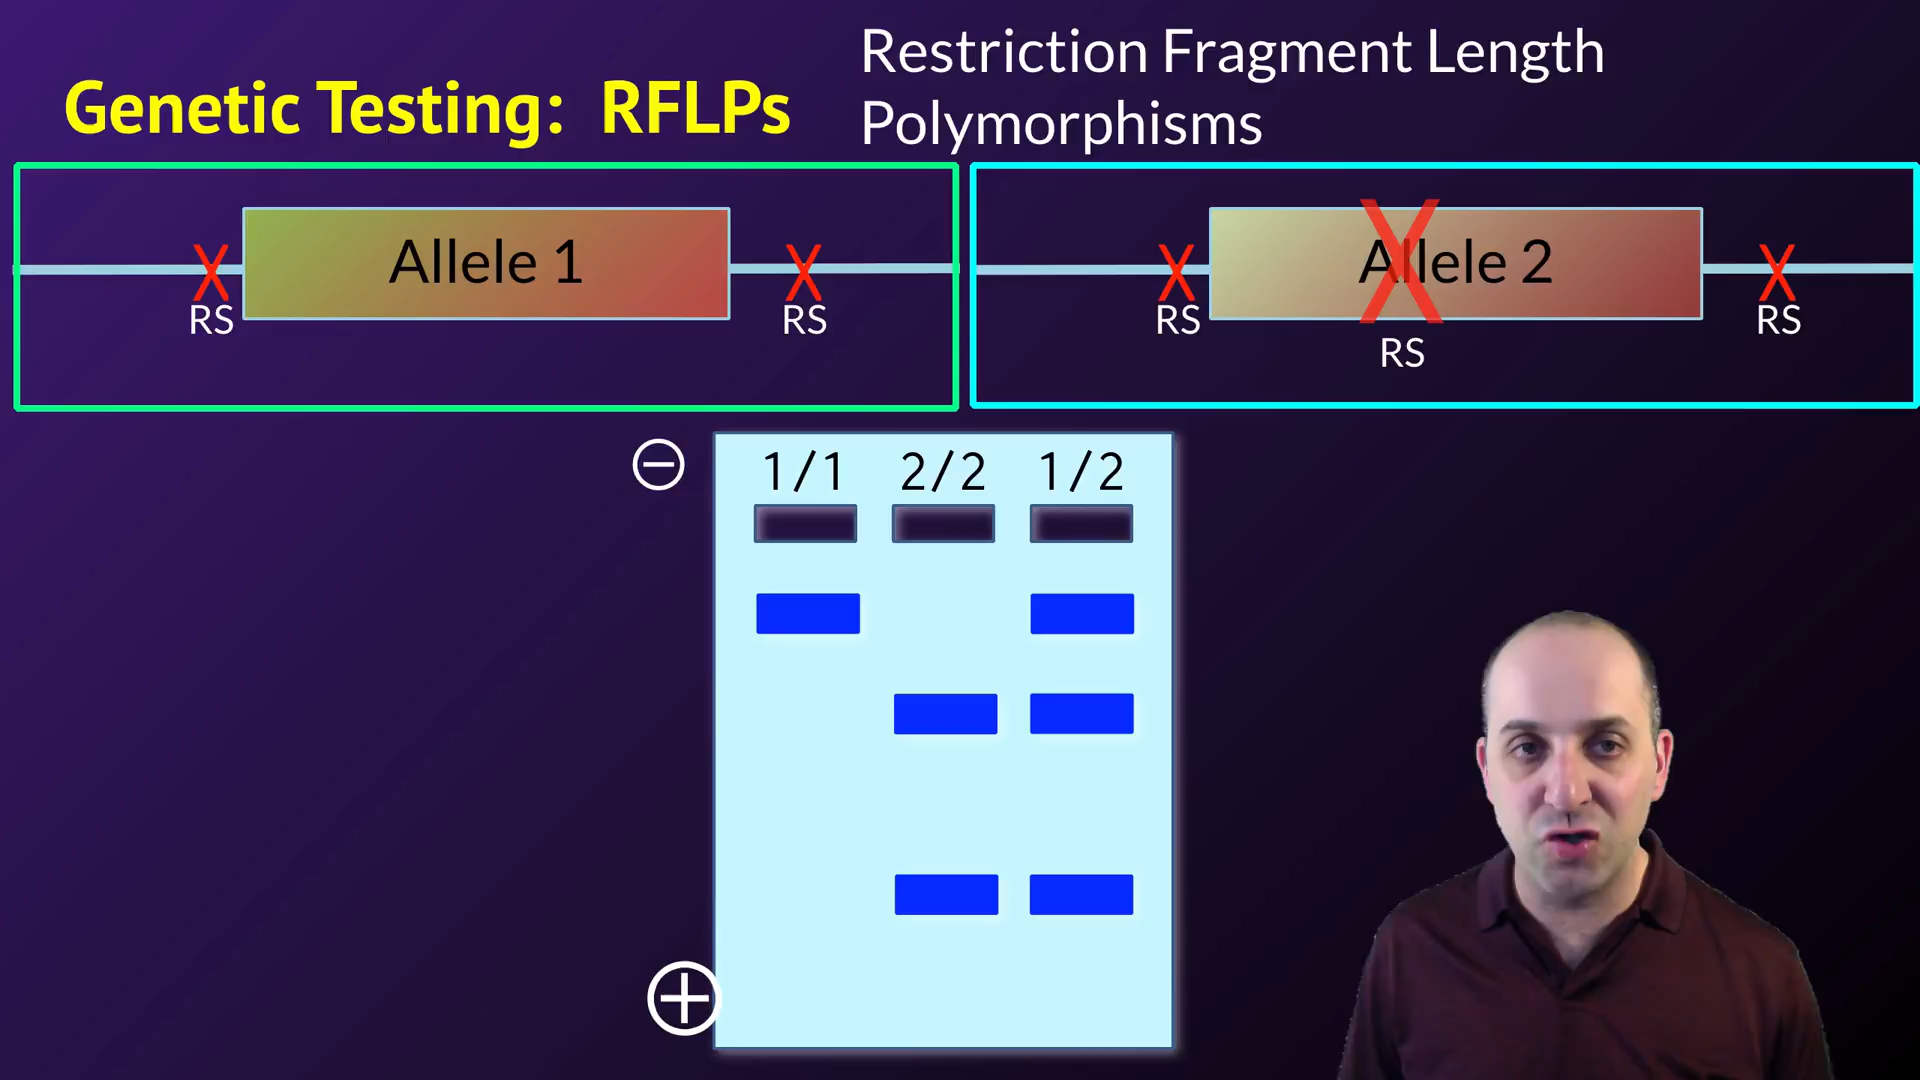 Restriction Fragment Length
Polymorphisms
Genetic Testing: RFLPs
Allele 1
RS
RS
Allele 2
RS
RS
RS
1/1 2/2 1/2